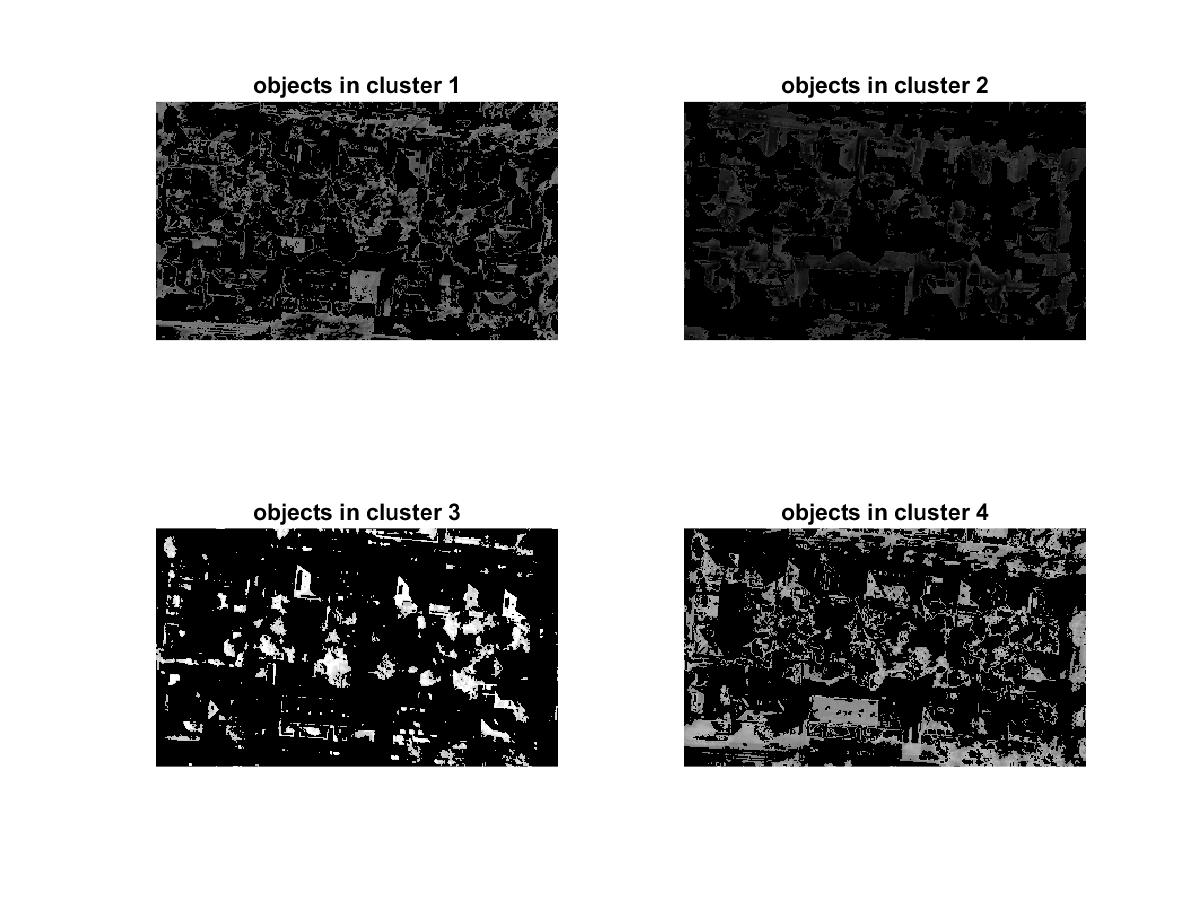 objects in cluster 1
objects in cluster 2
objects in cluster 3
objects in cluster 4